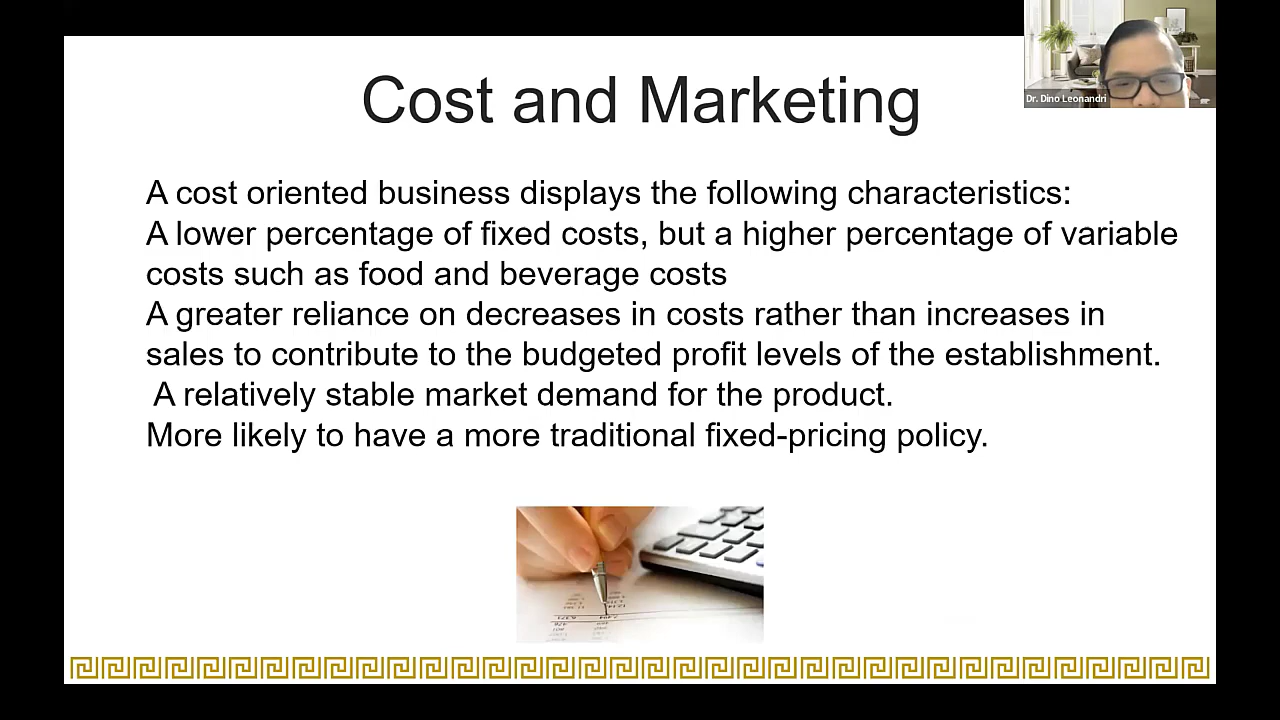 Cost and Marketing
Dr. Dino Leonandri
A cost oriented business displays the following characteristics:
A lower percentage of fixed costs, but a higher percentage of variable
costs such as food and beverage costs
A greater reliance on decreases in costs rather than increases in
sales to contribute to the budgeted profit levels of the establishment.
A relatively stable market demand for the product.
More likely to have a more traditional fixed-pricing policy.